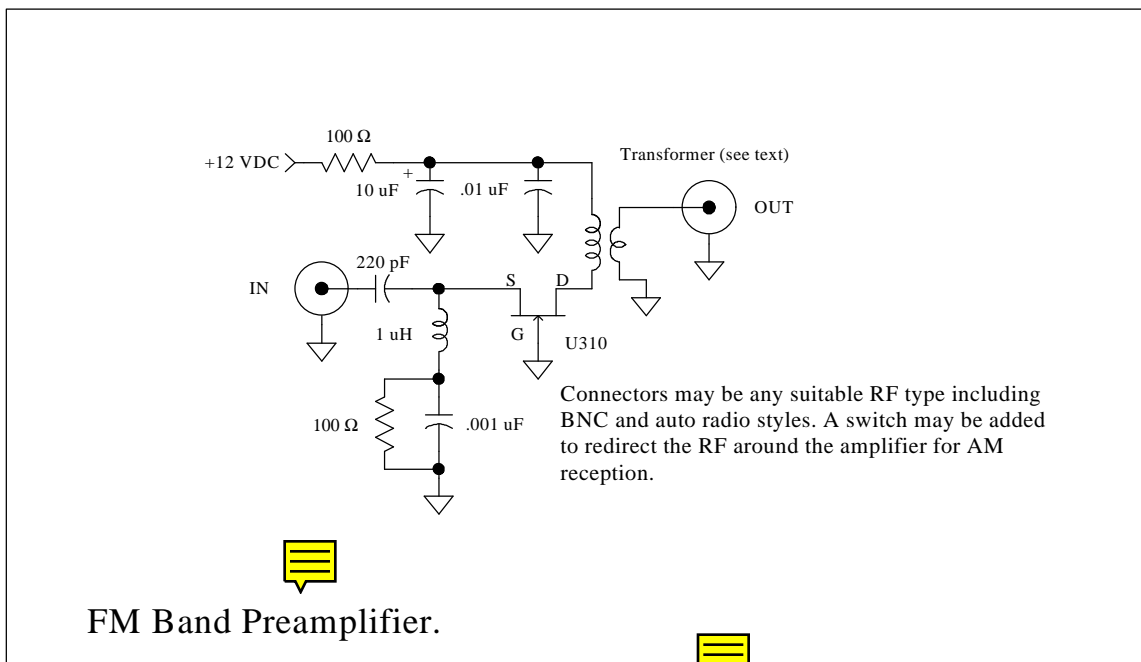 100 Ω
+12 VDC
Transformer (see text)
+
10 uF
.01 uF
OUT
220 pF
IN
S
D
1 uH
G
U310
Connectors may be any suitable RF type including
BNC and auto radio styles. A switch may be added
to redirect the RF around the amplifier for AM
reception.
100 Ω
.001 uF
FM Band Preamplifier.